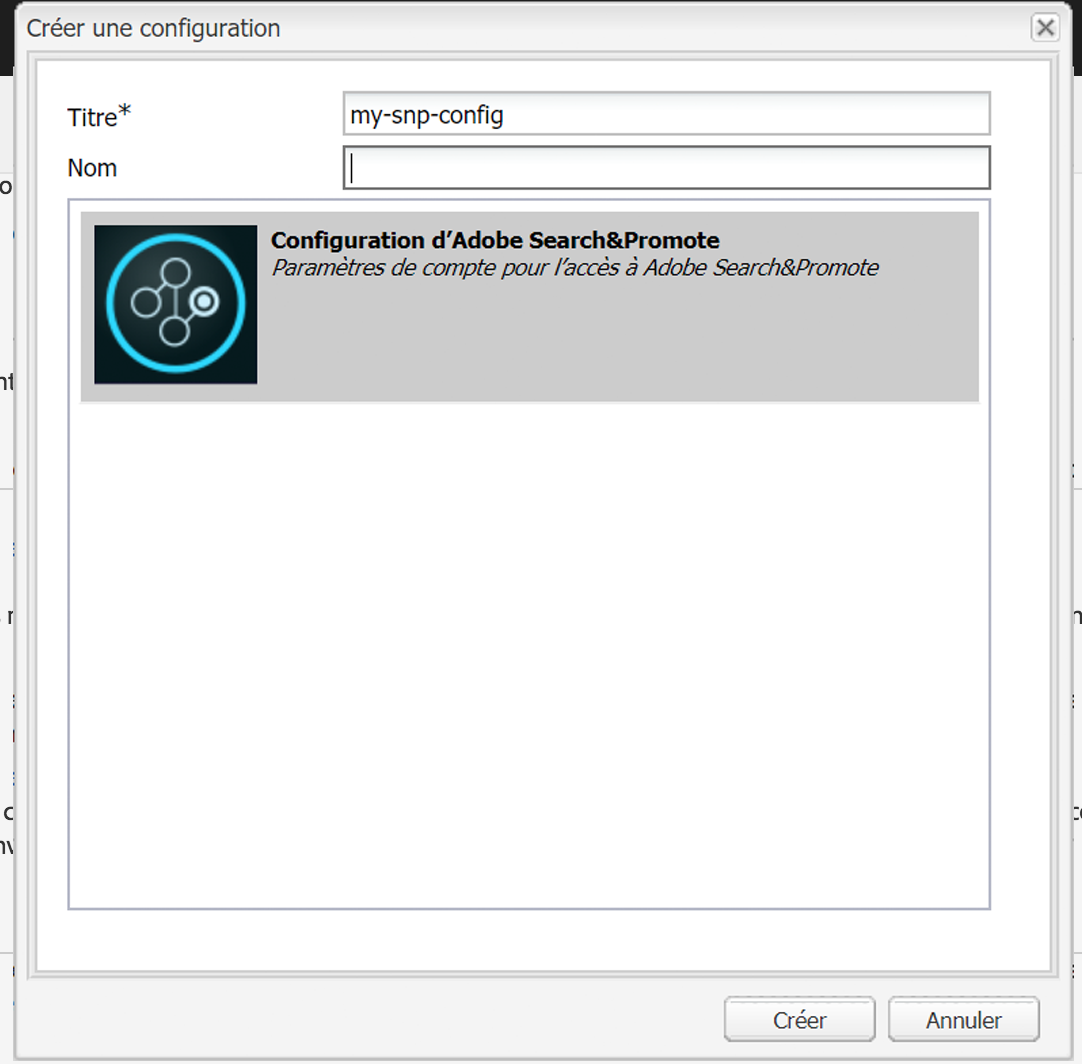 Créer une configuration
Titre*
my-snp-config
Nom
Configuration d’Adobe Search&Promote
Paramètres de compte pour l’accès à Adobe Search&Promote
Créer
Annuler